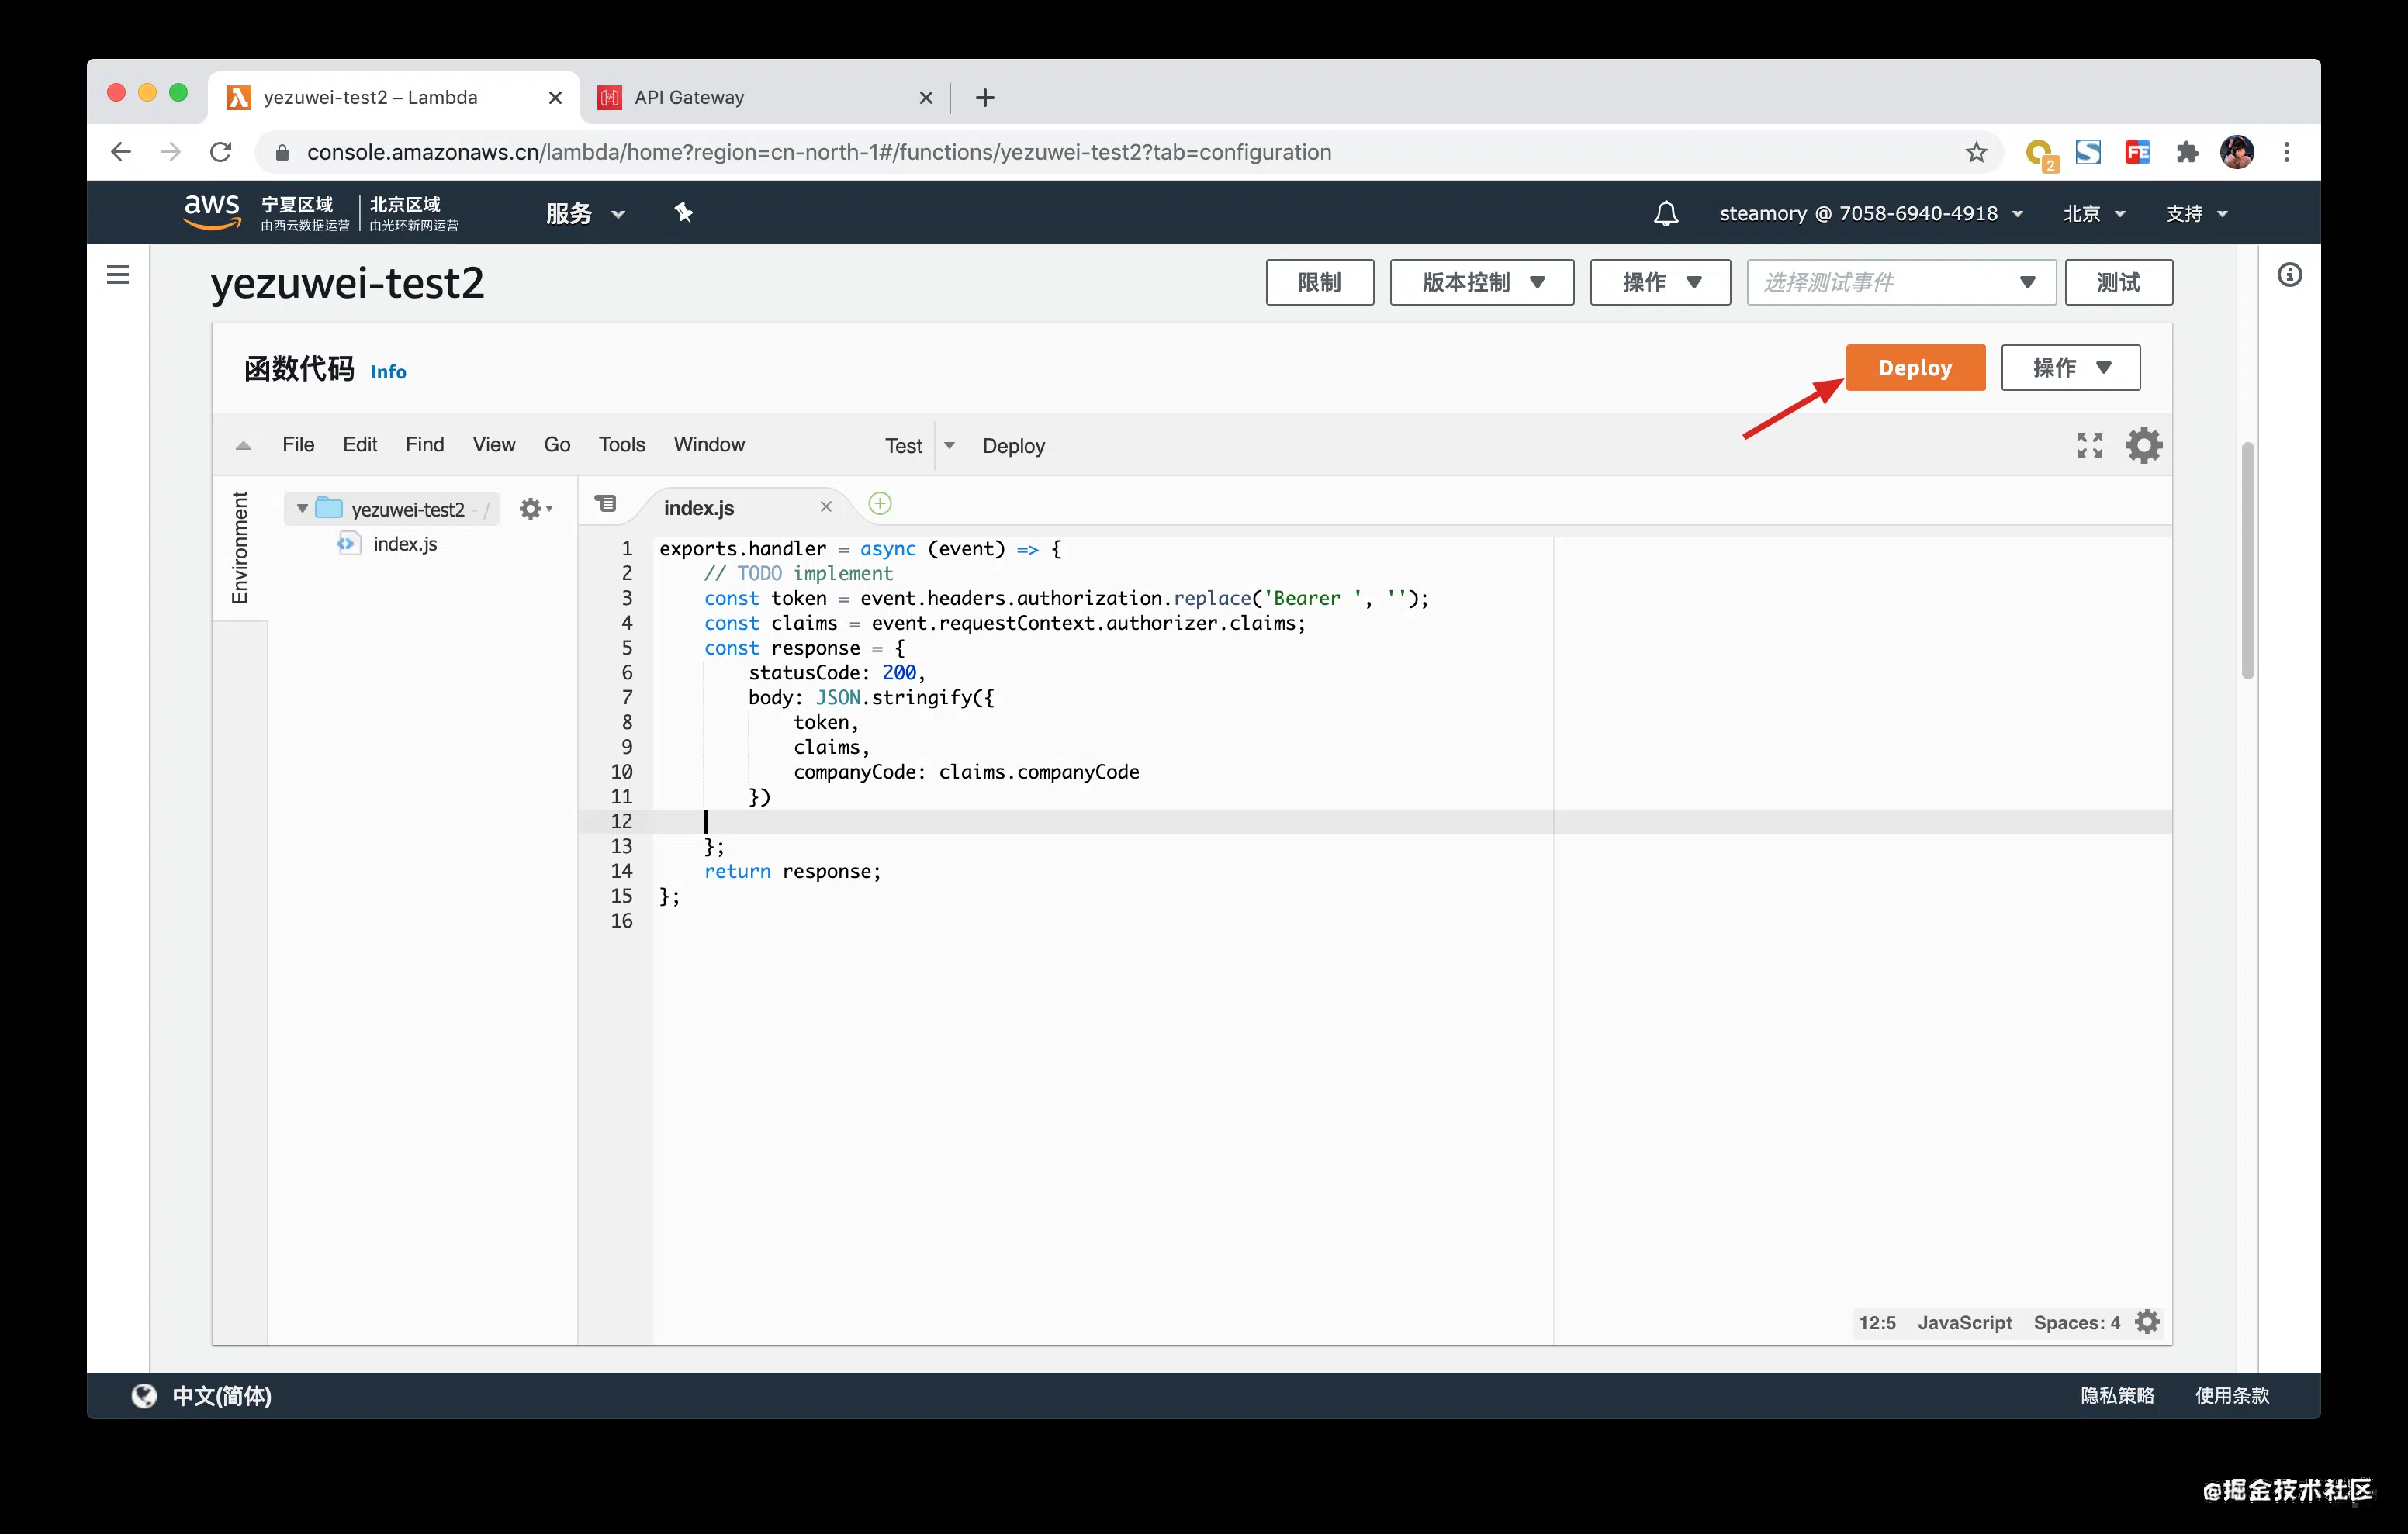 yezuwei-test2 – Lambda
API Gateway
console.amazonaws.cn/lambda/home?region=cn-north-1#/functions/yezuwei-test2?tab=configuration
2
FE
aws
宁夏区域
由西云数据运营
北京区域
由光环新网运营
服务
steamory @ 7058-6940-4918
北京
支持
yezuwei-test2
限制
版本控制
操作
选择测试事件
测试
函数代码 Info
Deploy
操作
File Edit Find View Go Tools Window Test Deploy
Environment
yezuwei-test2 - /
index.js
index.js
1 exports.handler = async (event) => {
2 // TODO implement
3 const token = event.headers.authorization.replace('Bearer ', '');
4 const claims = event.requestContext.authorizer.claims;
5 const response = {
6 statusCode: 200,
7 body: JSON.stringify({
8 token,
9 claims,
10 companyCode: claims.companyCode
11 })
12
13 };
14 return response;
15 };
16
12:5 JavaScript Spaces: 4
中文(简体)
隐私策略 使用条款
@掘金技术社区